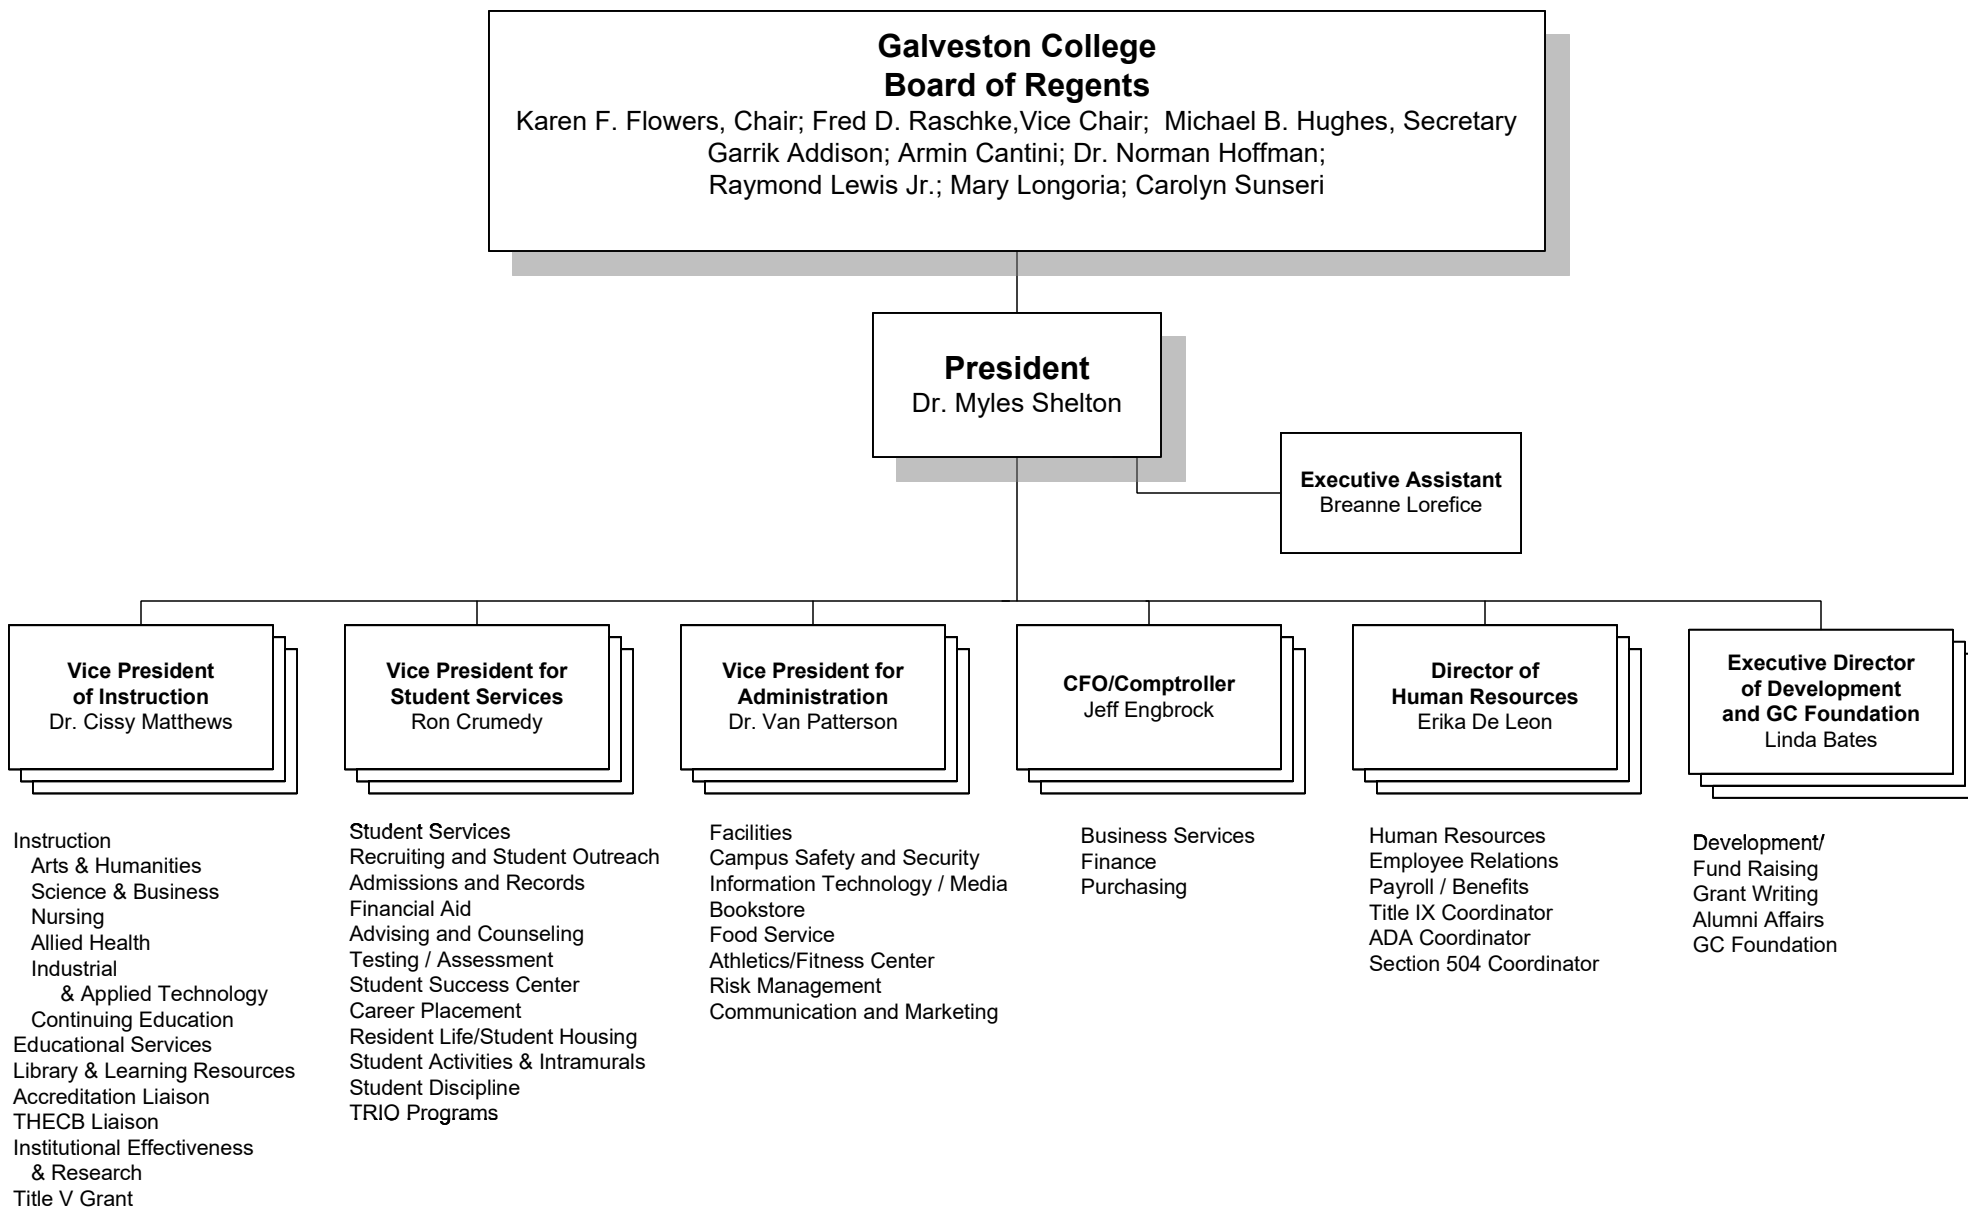 Galveston College
Board of Regents
Karen F. Flowers, Chair; Fred D. Raschke,Vice Chair;  Michael B. Hughes, Secretary
Garrik Addison; Armin Cantini; Dr. Norman Hoffman;
Raymond Lewis Jr.; Mary Longoria; Carolyn Sunseri
President
Dr. Myles Shelton
Executive Assistant
Breanne Lorefice
Vice President
of Instruction
Dr. Cissy Matthews
Instruction
Arts & Humanities
Science & Business
Nursing
Allied Health
Industrial
& Applied Technology
Continuing Education
Educational Services
Library & Learning Resources
Accreditation Liaison
THECB Liaison
Institutional Effectiveness
& Research
Title V Grant
Vice President for
Student Services
Ron Crumedy
Student Services
Recruiting and Student Outreach
Admissions and Records
Financial Aid
Advising and Counseling
Testing / Assessment
Student Success Center
Career Placement
Resident Life/Student Housing
Student Activities & Intramurals
Student Discipline
TRIO Programs
Vice President for
Administration
Dr. Van Patterson
Facilities
Campus Safety and Security
Information Technology / Media
Bookstore
Food Service
Athletics/Fitness Center
Risk Management
Communication and Marketing
CFO/Comptroller
Jeff Engbrock
Business Services
Finance
Purchasing
Director of
Human Resources
Erika De Leon
Human Resources
Employee Relations
Payroll / Benefits
Title IX Coordinator
ADA Coordinator
Section 504 Coordinator
Executive Director
of Development
and GC Foundation
Linda Bates
Development/
Fund Raising
Grant Writing
Alumni Affairs
GC Foundation